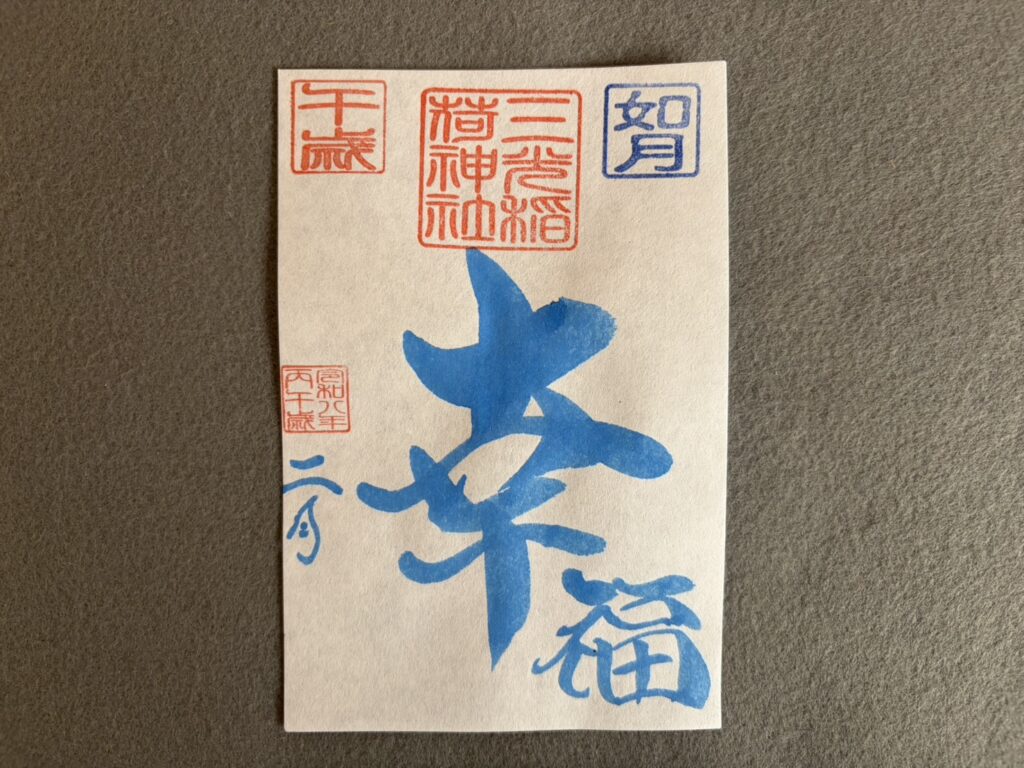 如月
三光稲
荷神社
午歳
幸
福
令和八年
丙午歳
二月